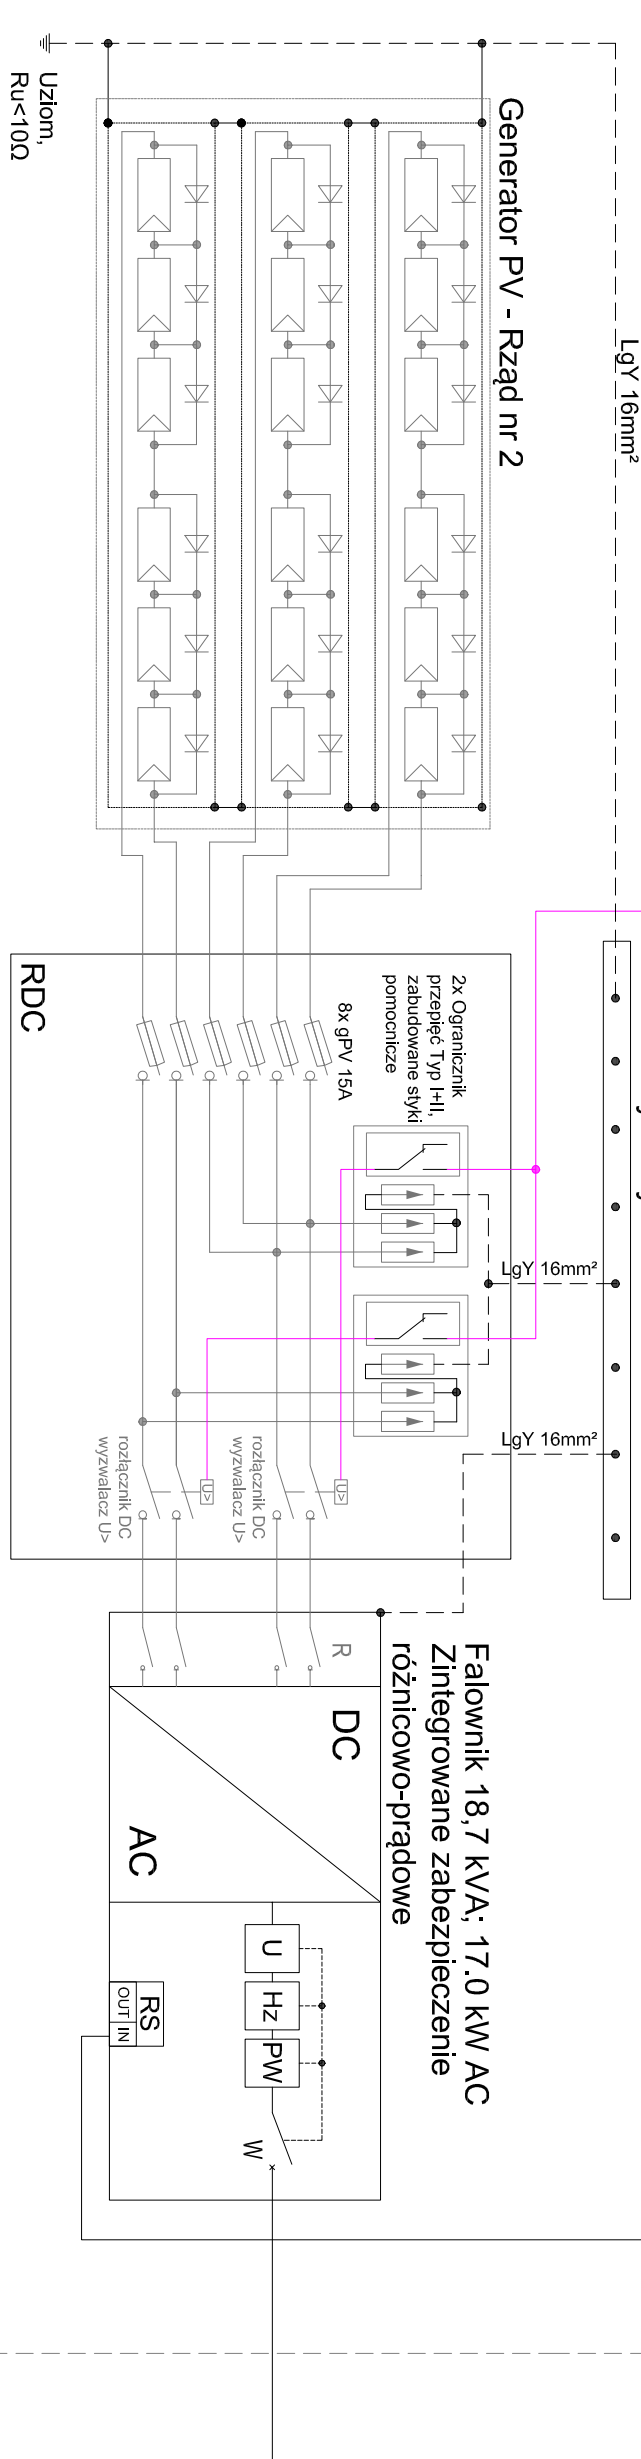 Uziom,
Ru<10Ω
Generator PV - Rząd nr 2
LgY 16mm²
RDC
2x Ogranicznik
przepięć Typ I+II,
zabudowane styki
pomocnicze
8x gPV 15A
LgY 16mm²
LgY 16mm²
U>
U>
rozłącznik DC
wyzwalacz U>
rozłącznik DC
wyzwalacz U>
Falownik 18,7 kVA; 17.0 kW AC
Zintegrowane zabezpieczenie
różnicowo-prądowe
R
DC
AC
U
Hz
PW
W
RS
OUT IN